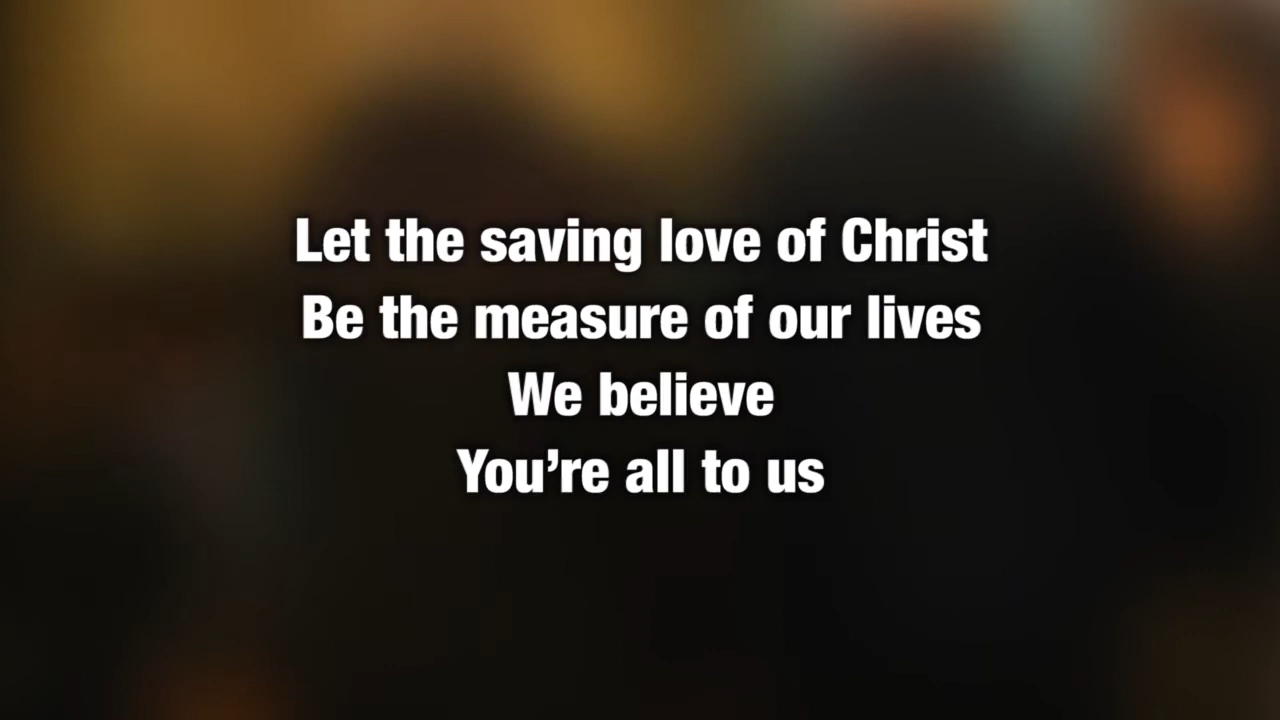 Let the saving love of Christ
Be the measure of our lives
We believe
You’re all to us